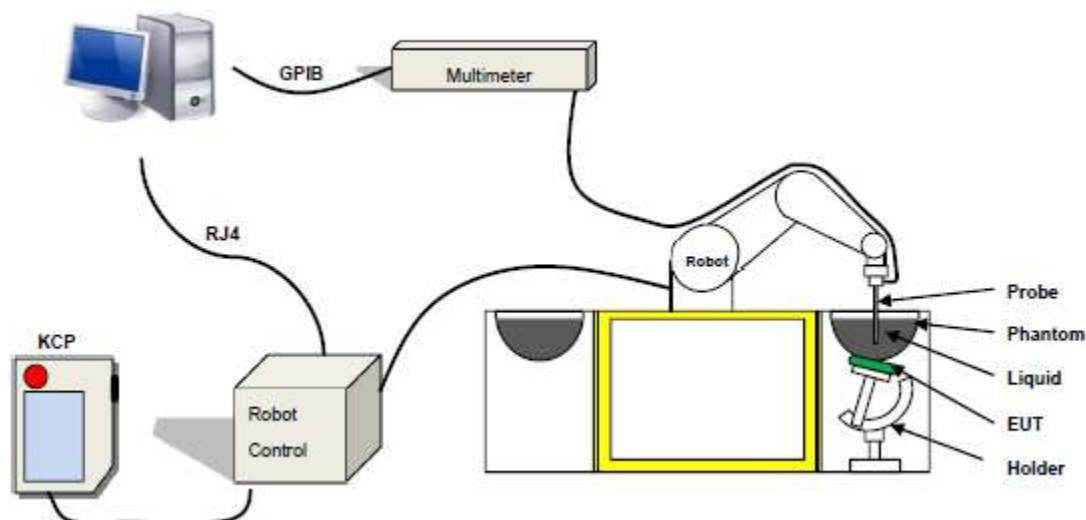 GPIB
Multimeter
RJ4
Robot
Probe
Phantom
KCP
Liquid
Robot
Control
EUT
Holder